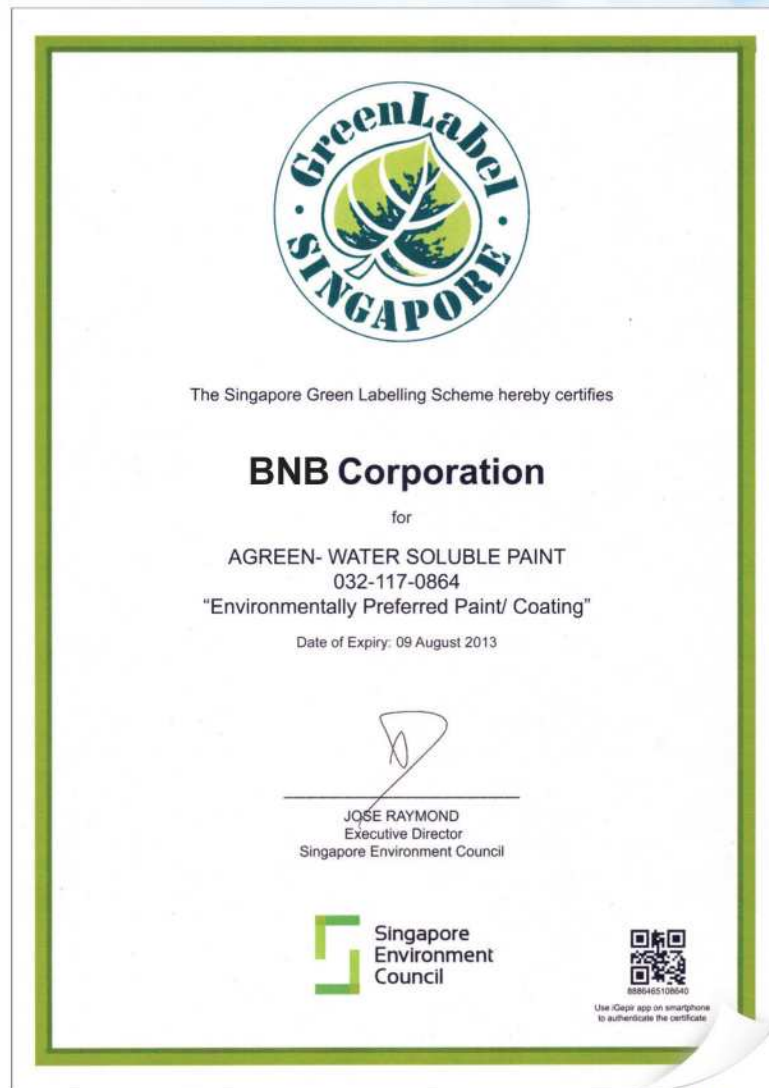 GreenLabel
SINGAPORE
The Singapore Green Labelling Scheme hereby certifies
BNB Corporation
for
AGREEN- WATER SOLUBLE PAINT
032-117-0864
“Environmentally Preferred Paint/ Coating”
Date of Expiry: 09 August 2013
JOSE RAYMOND
Executive Director
Singapore Environment Council
Singapore
Environment
Council
8886465108640
Use iGepir app on smartphone
to authenticate the certificate